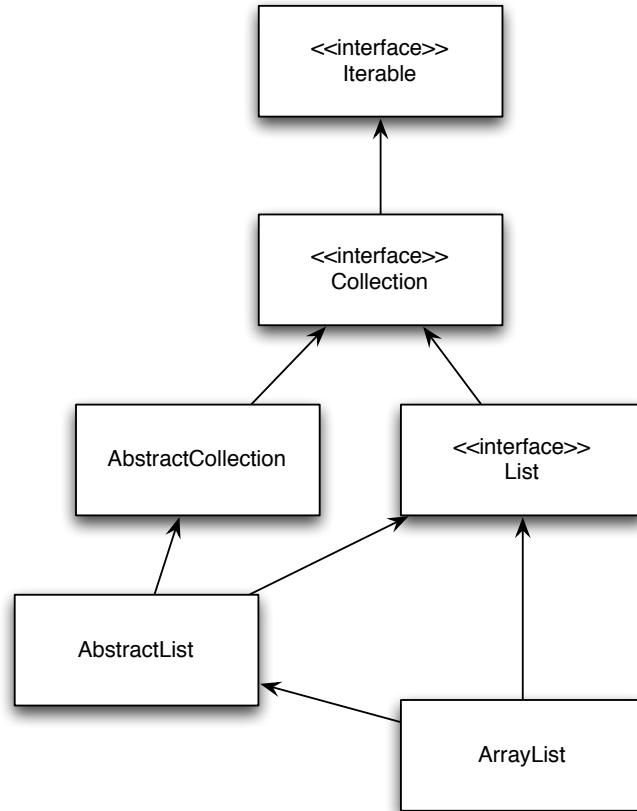 <<interface>>
Iterable
<<interface>>
Collection
AbstractCollection
<<interface>>
List
AbstractList
ArrayList